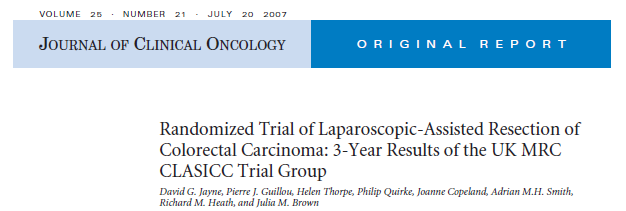 VOLUME 25 · NUMBER 21 · JULY 20 2007
JOURNAL OF CLINICAL ONCOLOGY
ORIGINAL REPORT
Randomized Trial of Laparoscopic-Assisted Resection of
Colorectal Carcinoma: 3-Year Results of the UK MRC
CLASICC Trial Group
David G. Jayne, Pierre J. Guillou, Helen Thorpe, Philip Quirke, Joanne Copeland, Adrian M.H. Smith,
Richard M. Heath, and Julia M. Brown